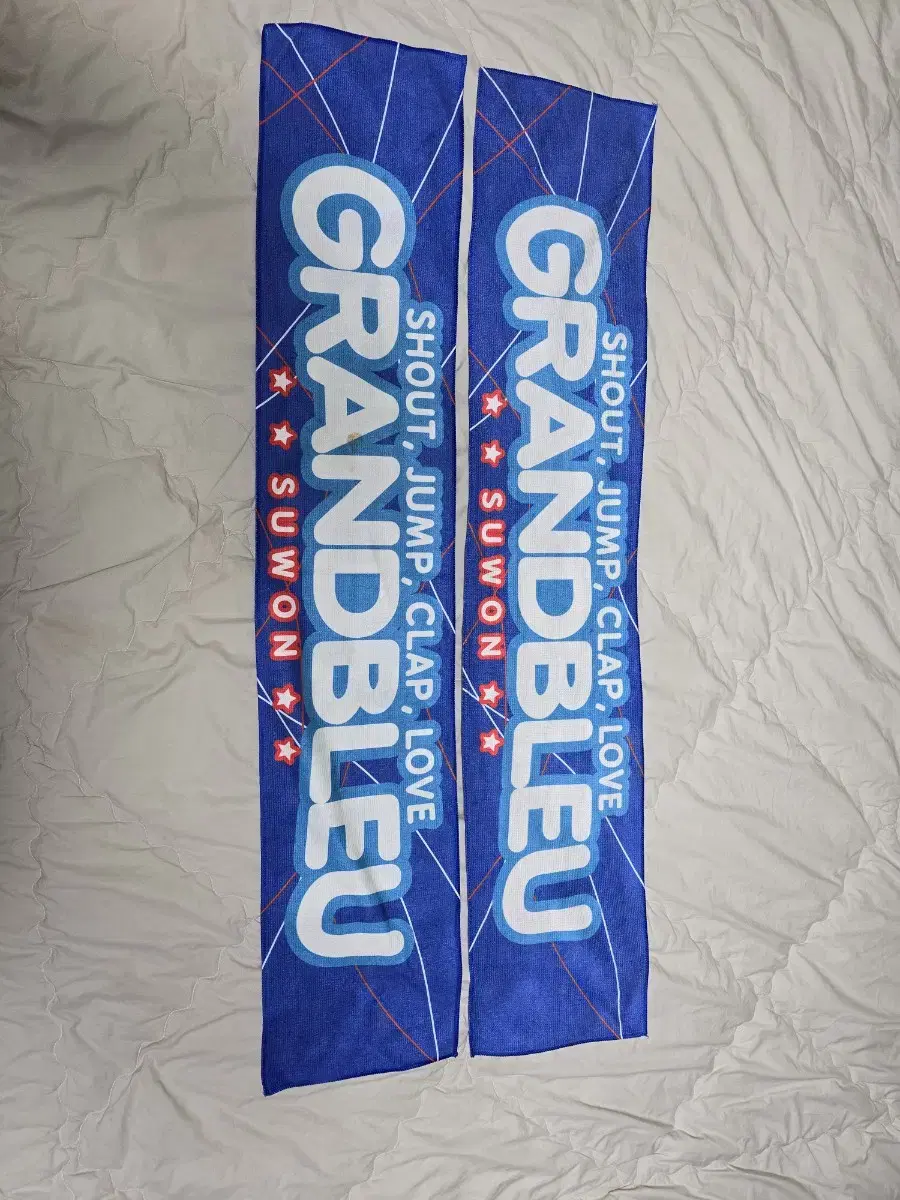 SHOUT, JUMP, CLAP, LOVE
GRANDBLEU
SUWON
SHOUT, JUMP, CLAP, LOVE
GRANDBLEU
SUWON